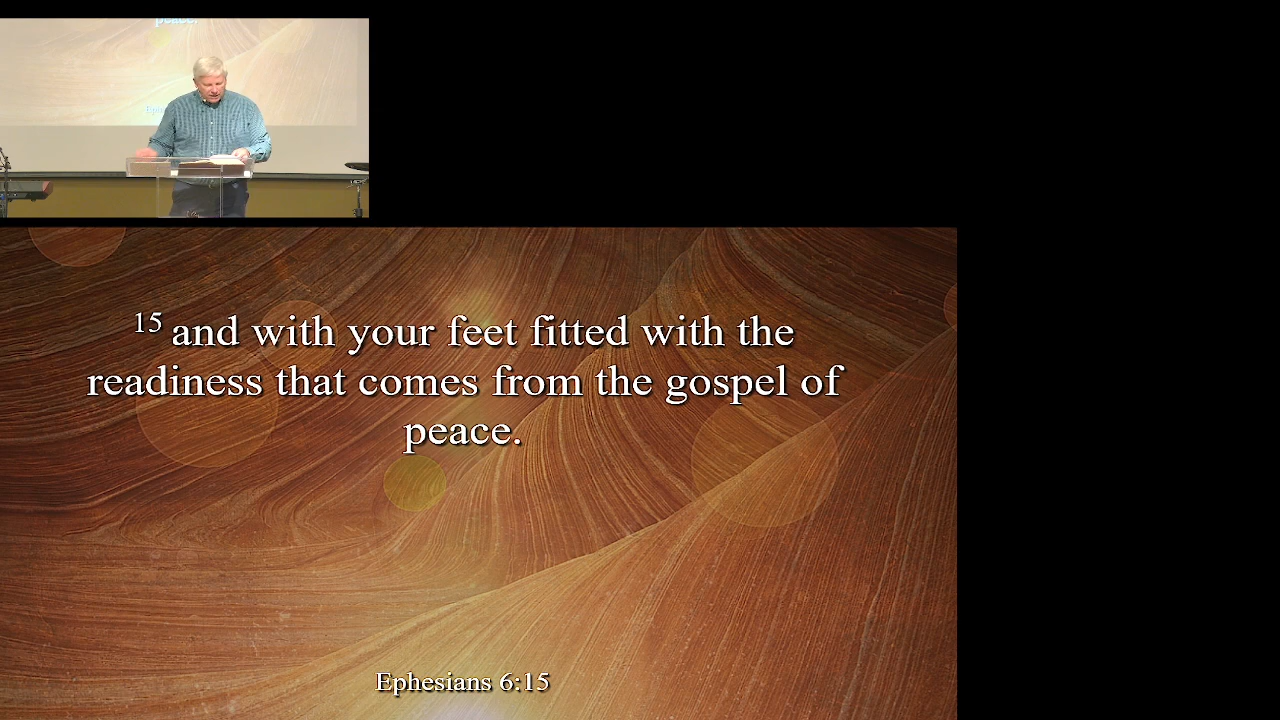 peace.
15 and with your feet fitted with the
readiness that comes from the gospel of
peace.
Ephesians 6:15